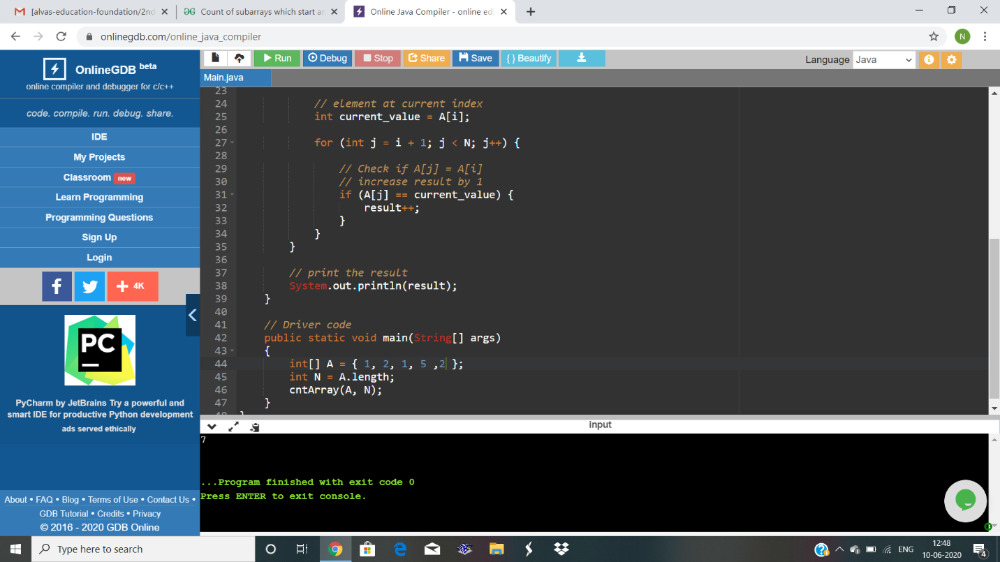 [alvas-education-foundation/2nd
Count of subarrays which start an
Online Java Compiler - online edi
onlinegdb.com/online_java_compiler
N
OnlineGDB beta
online compiler and debugger for c/c++
code. compile. run. debug. share.
IDE
My Projects
Classroom new
Learn Programming
Programming Questions
Sign Up
Login
4K
PC
PyCharm by JetBrains Try a powerful and
smart IDE for productive Python development
ads served ethically
About • FAQ • Blog • Terms of Use • Contact Us •
GDB Tutorial • Credits • Privacy
© 2016 - 2020 GDB Online
Run Debug Stop Share Save { } Beautify
Language Java
Main.java
23
24 // element at current index
25 int current_value = A[i];
26
27 for (int j = i + 1; j < N; j++) {
28
29 // Check if A[j] = A[i]
30 // increase result by 1
31 if (A[j] == current_value) {
32 result++;
33 }
34 }
35 }
36
37 // print the result
38 System.out.println(result);
39 }
40
41 // Driver code
42 public static void main(String[] args)
43 {
44 int[] A = { 1, 2, 1, 5 ,2 };
45 int N = A.length;
46 cntArray(A, N);
47 }
48 }
input
7
...Program finished with exit code 0
Press ENTER to exit console.
Type here to search
ENG
12:48
10-06-2020
4